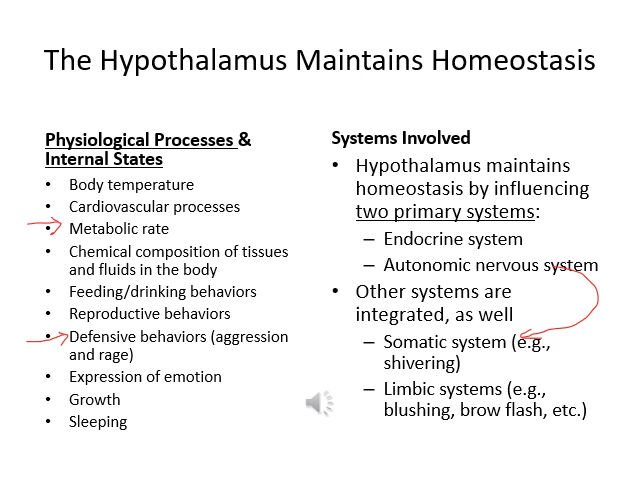 The Hypothalamus Maintains Homeostasis
Physiological Processes &
Internal States
• Body temperature
• Cardiovascular processes
• Metabolic rate
• Chemical composition of tissues
and fluids in the body
• Feeding/drinking behaviors
• Reproductive behaviors
• Defensive behaviors (aggression
and rage)
• Expression of emotion
• Growth
• Sleeping
Systems Involved
• Hypothalamus maintains
homeostasis by influencing
two primary systems:
– Endocrine system
– Autonomic nervous system
• Other systems are
integrated, as well
– Somatic system (e.g.,
shivering)
– Limbic systems (e.g.,
blushing, brow flash, etc.)